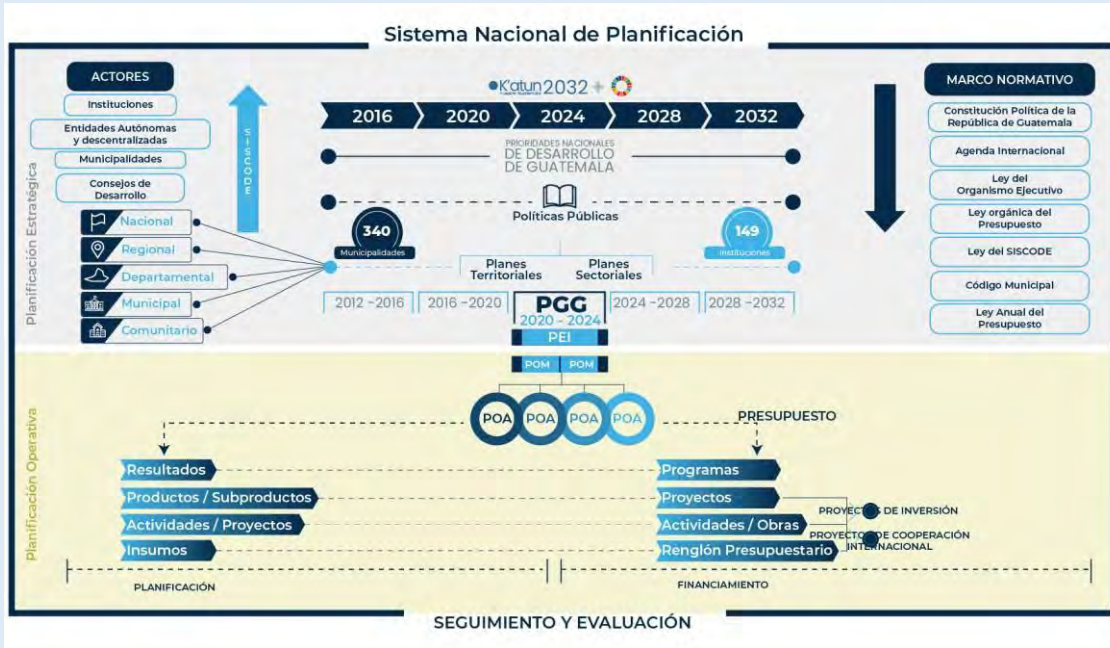 Sistema Nacional de Planificación
ACTORES
Instituciones
Entidades Autónomas
y descentralizadas
Municipalidades
Consejos de
Desarrollo
Nacional
Regional
Departamental
Municipal
Comunitario
SISCODE
Planificación Estratégica
K'atun2032 +
2016 2020 2024 2028 2032
PRIORIDADES NACIONALES
DE DESARROLLO
DE GUATEMALA
Políticas Públicas
340
Municipalidades
149
Instituciones
Planes
Territoriales
Planes
Sectoriales
2012 -2016 2016 -2020 PGG 2024 -2028 2028 -2032
2020 - 2024
PEI
MARCO NORMATIVO
Constitución Política de la
República de Guatemala
Agenda Internacional
Ley del
Organismo Ejecutivo
Ley orgánica del
Presupuesto
Ley del SISCODE
Código Municipal
Ley Anual del
Presupuesto
Planificación Operativa
POM POM
POA POA POA POA
PRESUPUESTO
Resultados
Productos / Subproductos
Actividades / Proyectos
Insumos
Programas
Proyectos
Actividades / Obras
Renglón Presupuestario
PROYECTOS DE INVERSIÓN
PROYECTOS DE COOPERACIÓN
INTERNACIONAL
PLANIFICACIÓN
FINANCIAMIENTO
SEGUIMIENTO Y EVALUACIÓN